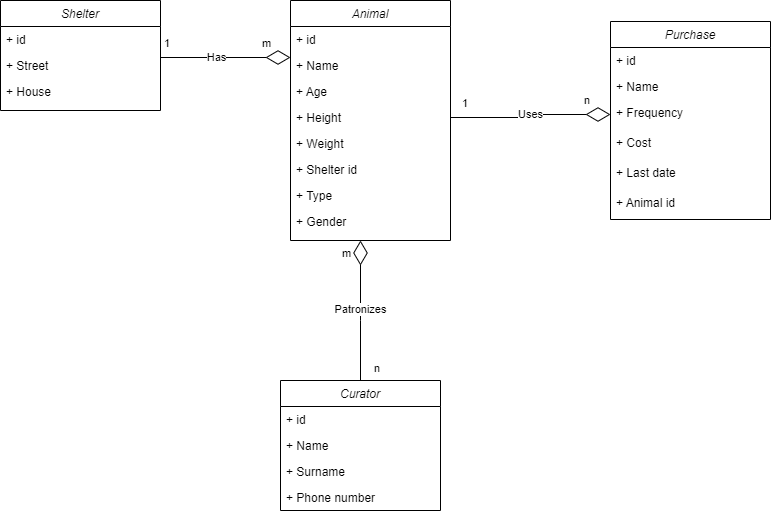 Shelter
+ id
+ Street
+ House
1
Has
m
Animal
+ id
+ Name
+ Age
+ Height
+ Weight
+ Shelter id
+ Type
+ Gender
1
Uses
n
Purchase
+ id
+ Name
+ Frequency
+ Cost
+ Last date
+ Animal id
m
Patronizes
n
Curator
+ id
+ Name
+ Surname
+ Phone number